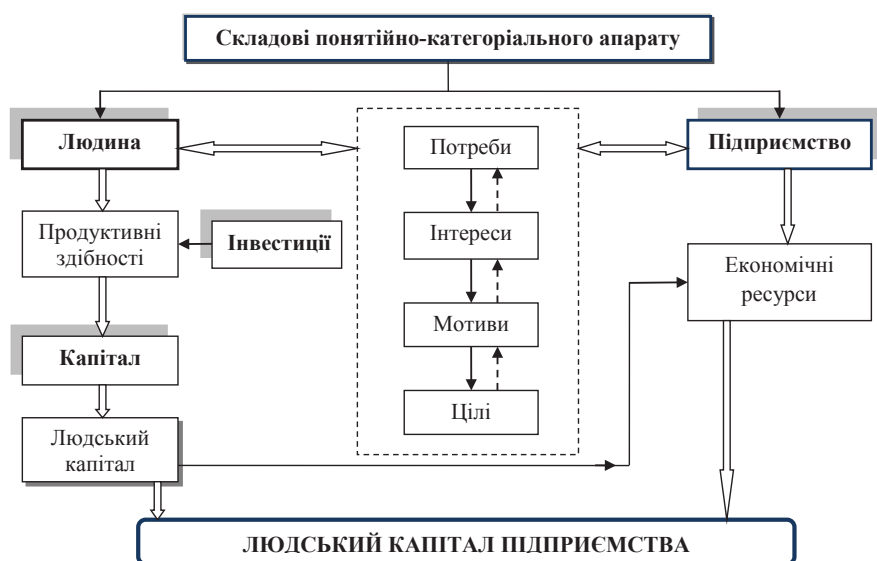 Складові понятійно-категоріального апарату
Людина
Потреби
Підприємство
Продуктивні
здібності
Інвестиції
Інтереси
Економічні
ресурси
Мотиви
Капітал
Цілі
Людський
капітал
ЛЮДСЬКИЙ КАПІТАЛ ПІДПРИЄМСТВА